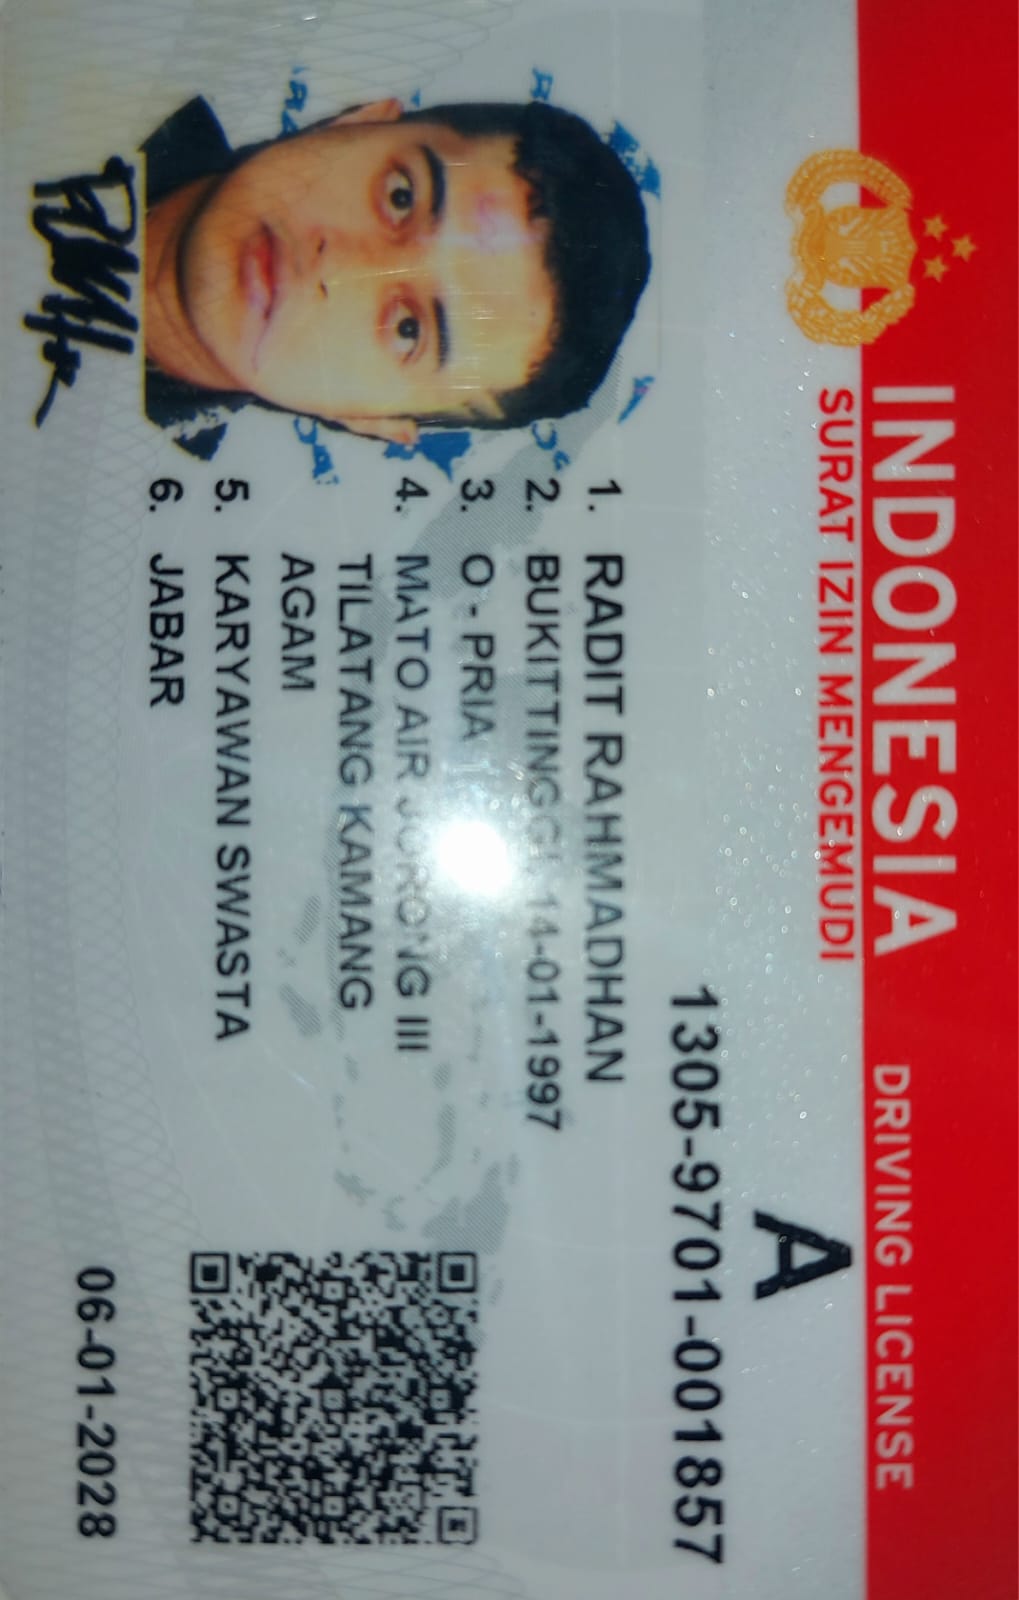 INDONESIA DRIVING LICENSE
SURAT IZIN MENGEMUDI
A
1305-9701-001857
1. RADIT RAHMADHAN
2. BUKITTINGGI, 14-01-1997
3. O - PRIA
4. MATO AIR JORONG III
TILATANG KAMANG
AGAM
5. KARYAWAN SWASTA
6. JABAR
06-01-2028